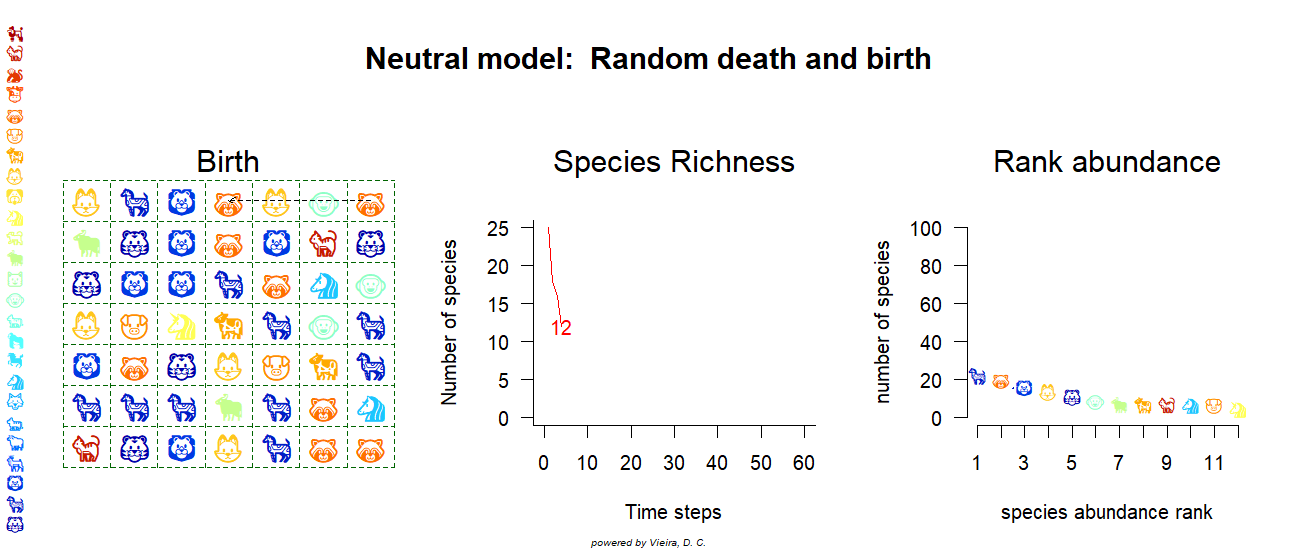 Neutral model:  Random death and birth
Birth
Species Richness
Number of species
25
20
15
10
5
0
12
0 10 20 30 40 50 60
Time steps
Rank abundance
number of species
100
80
60
40
20
0
1 3 5 7 9 11
species abundance rank
powered by Vieira, D. C.